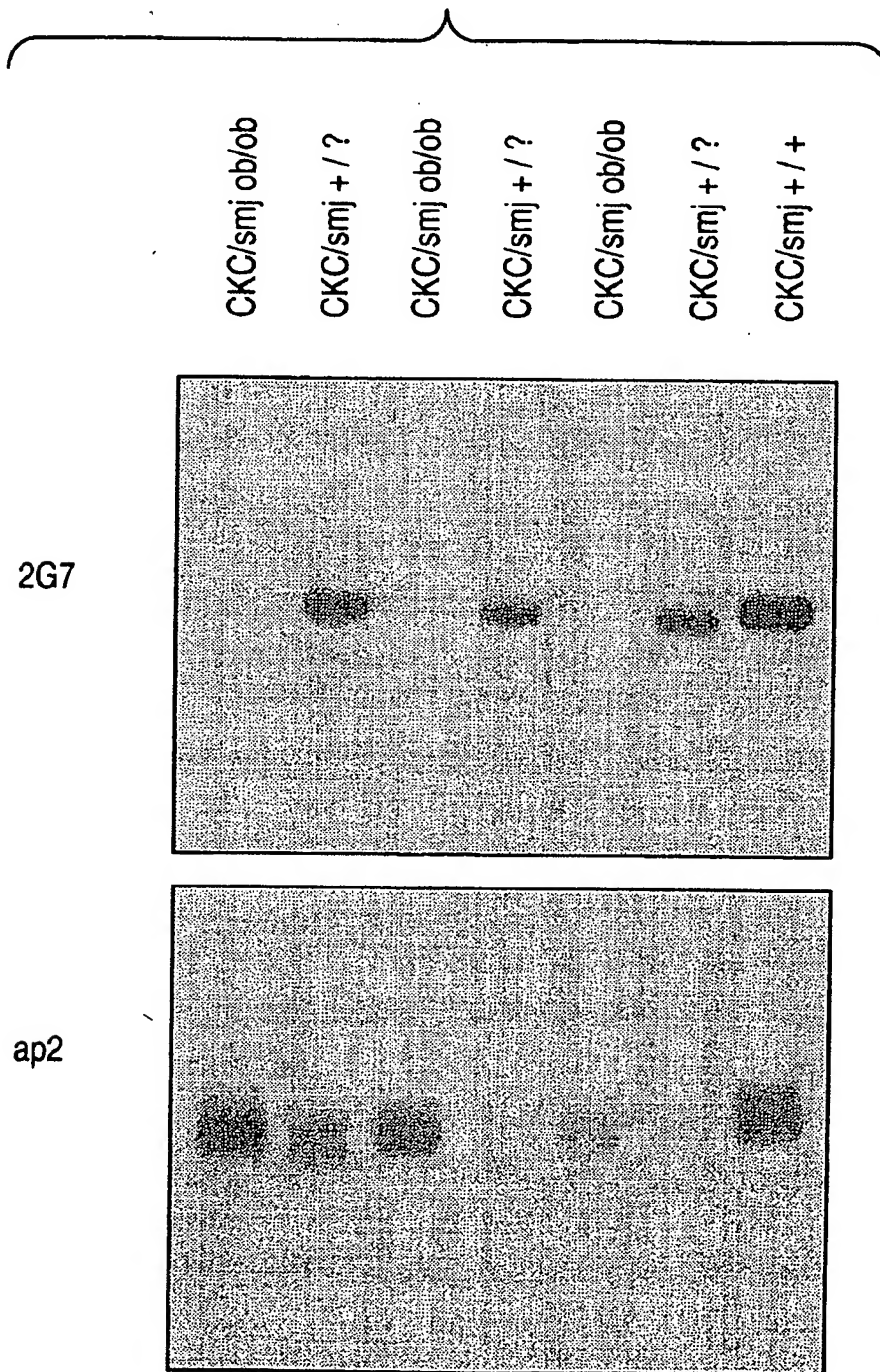 CKC/smj ob/ob
CKC/smj + / ?
CKC/smj ob/ob
CKC/smj + / ?
CKC/smj ob/ob
CKC/smj + / ?
CKC/smj + / +
2G7
ap2